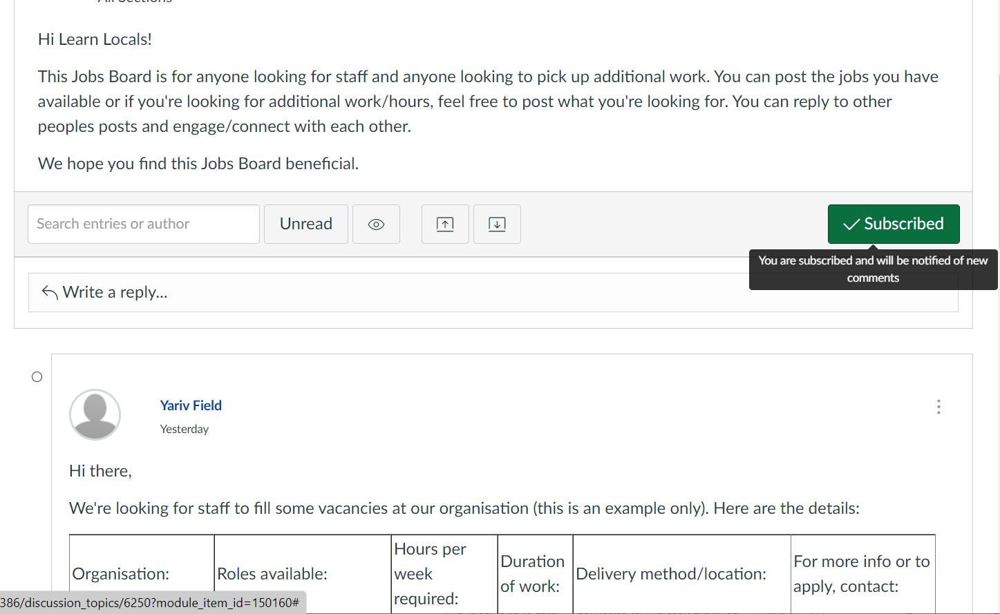 All Sections
Hi Learn Locals!
This Jobs Board is for anyone looking for staff and anyone looking to pick up additional work. You can post the jobs you have
available or if you're looking for additional work/hours, feel free to post what you're looking for. You can reply to other
peoples posts and engage/connect with each other.
We hope you find this Jobs Board beneficial.
Search entries or author
Unread
Subscribed
You are subscribed and will be notified of new
comments
Write a reply...
Yariv Field
Yesterday
Hi there,
We're looking for staff to fill some vacancies at our organisation (this is an example only). Here are the details:
Organisation:
Roles available:
Hours per
week
required:
Duration
of work:
Delivery method/location:
For more info or to
apply, contact:
386/discussion_topics/6250?module_item_id=150160#